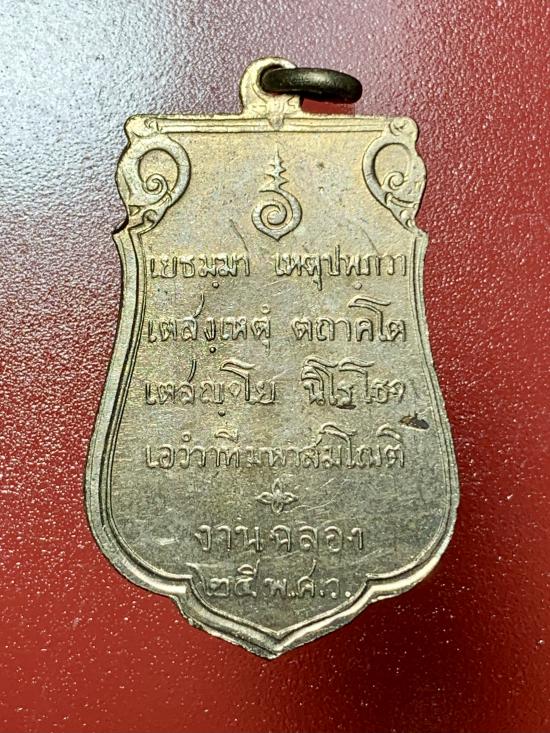 เยธมฺมา เหตุปฺพภวา
เตสํเหตุํ ตถาคโต
เตสญฺจโย นิโรโธจ
เอวํวาทีมหาสมโณติ
งานฉลอง
๒๕ พ.ศ.ว.